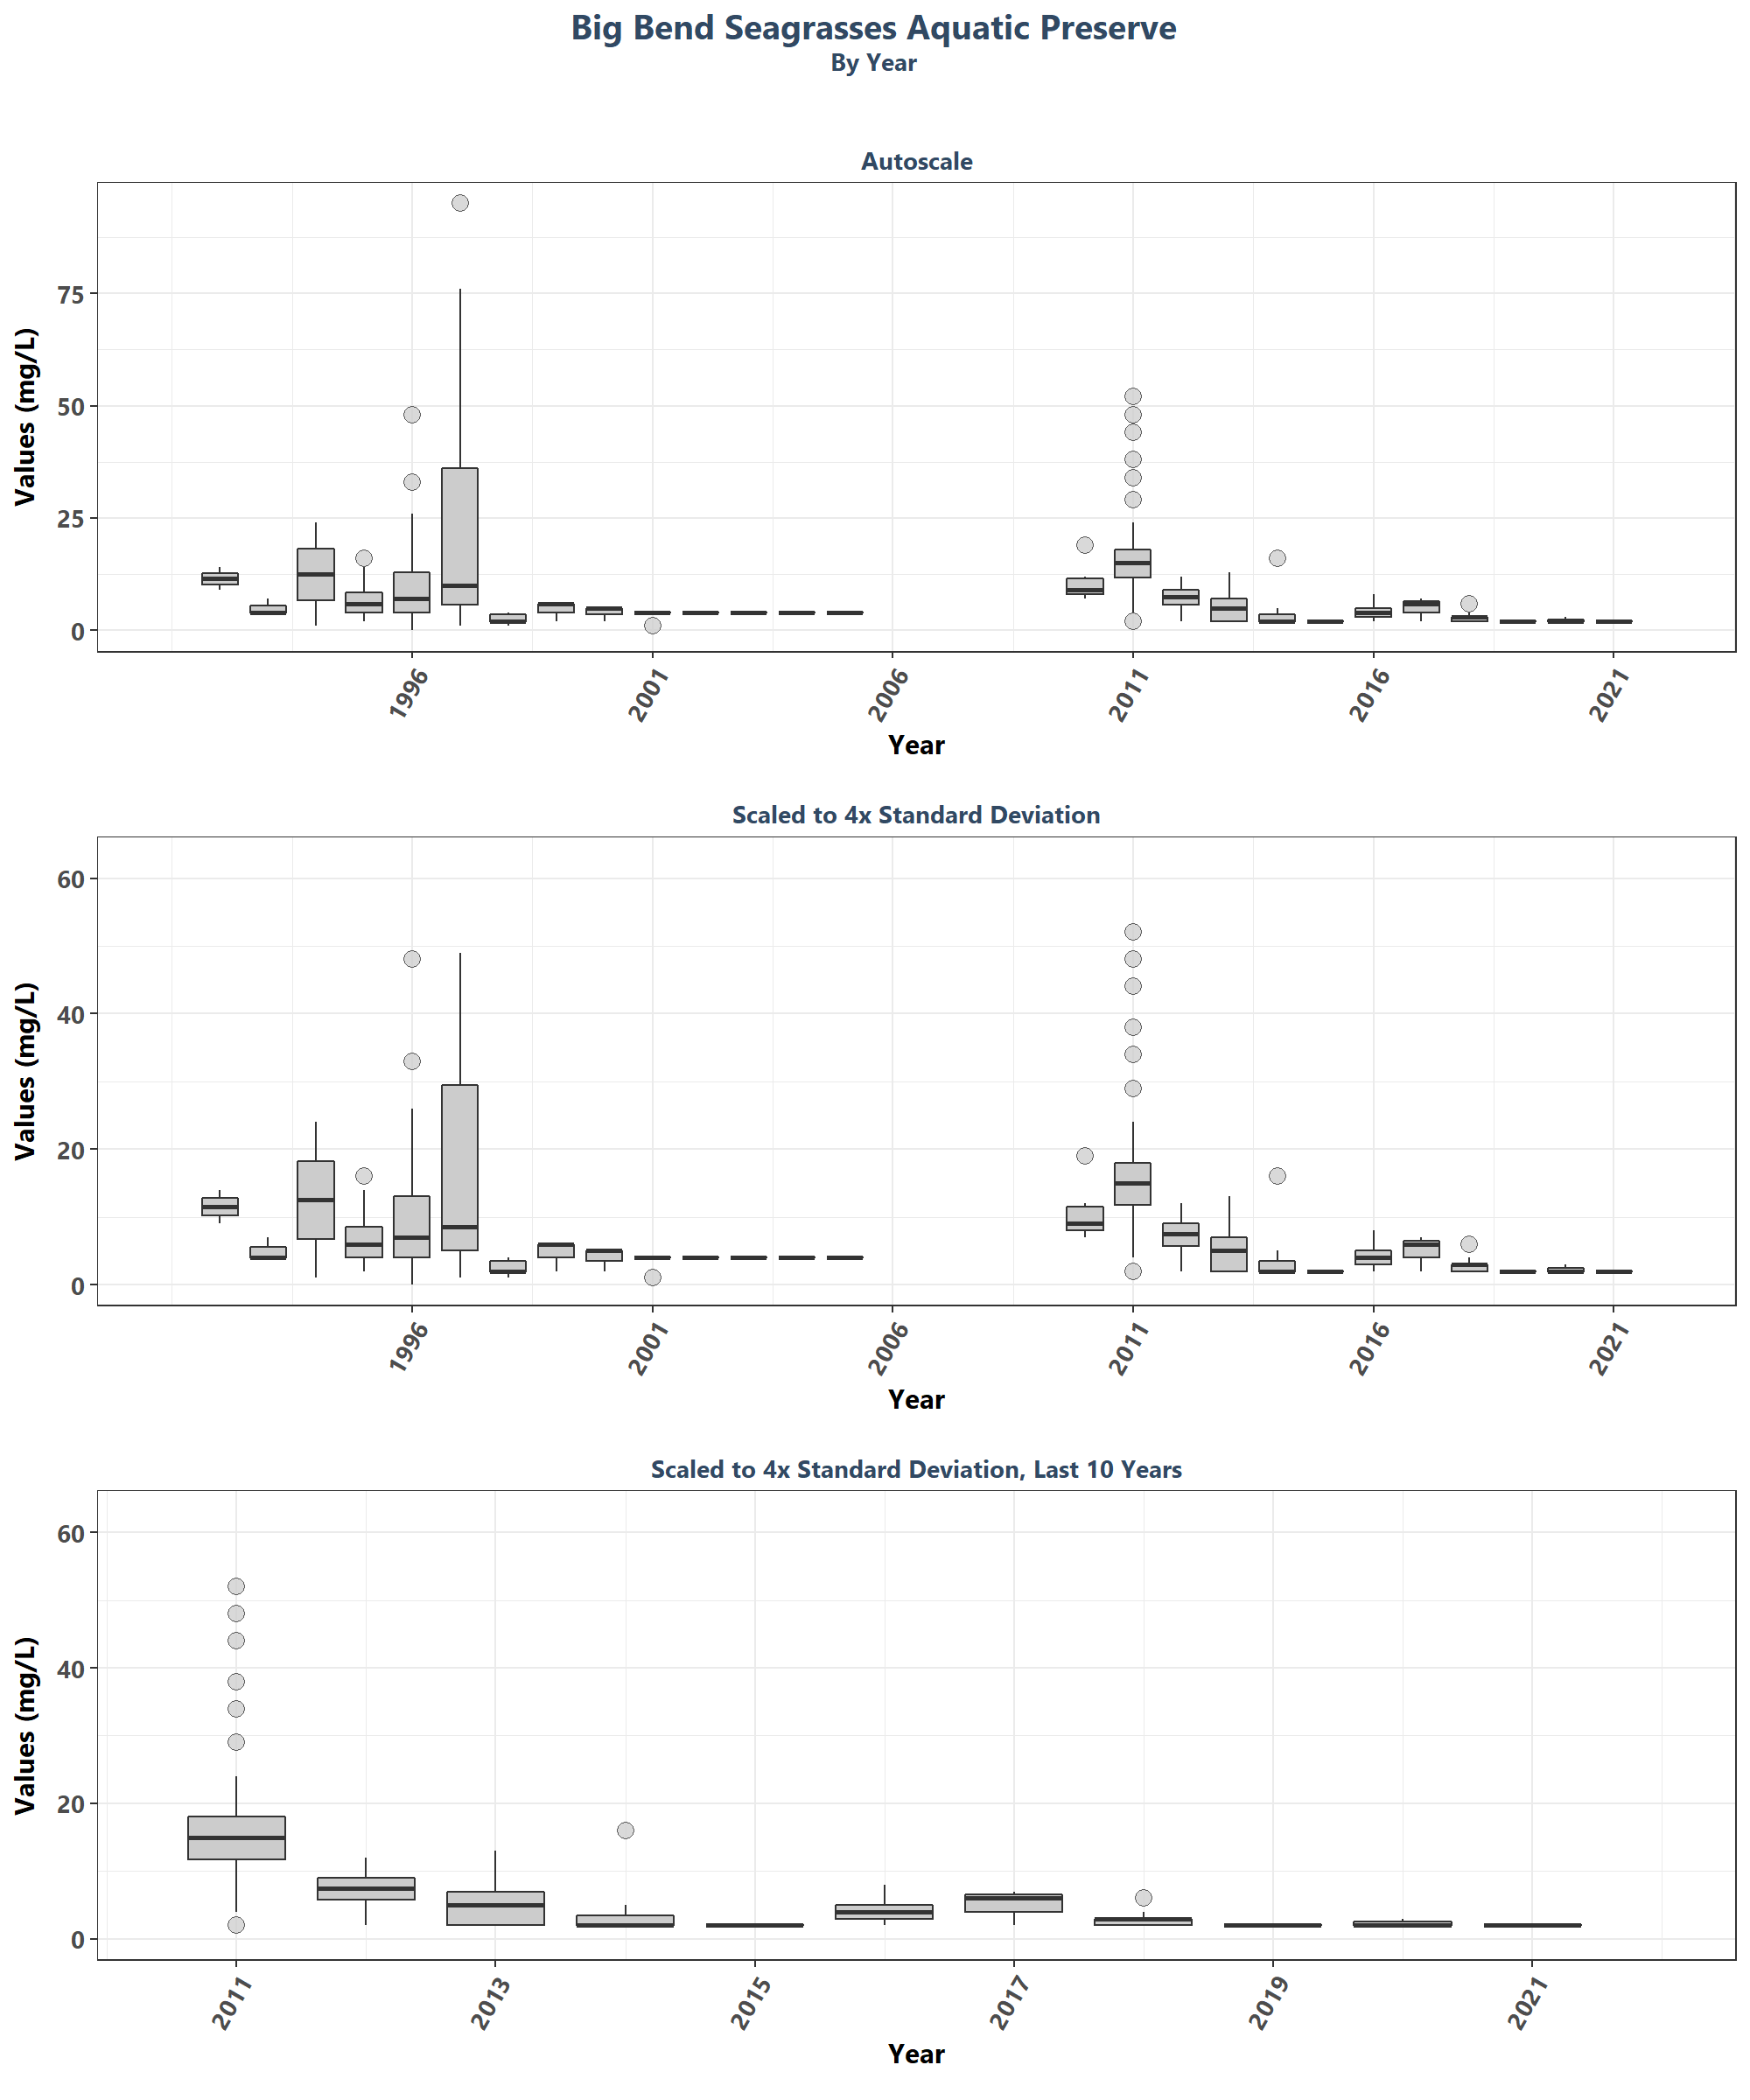 Big Bend Seagrasses Aquatic Preserve
By Year
Autoscale
Values (mg/L)
75
50
25
0
1996
2001
2006
2011
2016
2021
Year
Scaled to 4x Standard Deviation
Values (mg/L)
60
40
20
0
1996
2001
2006
2011
2016
2021
Year
Scaled to 4x Standard Deviation, Last 10 Years
Values (mg/L)
60
40
20
0
2011
2013
2015
2017
2019
2021
Year